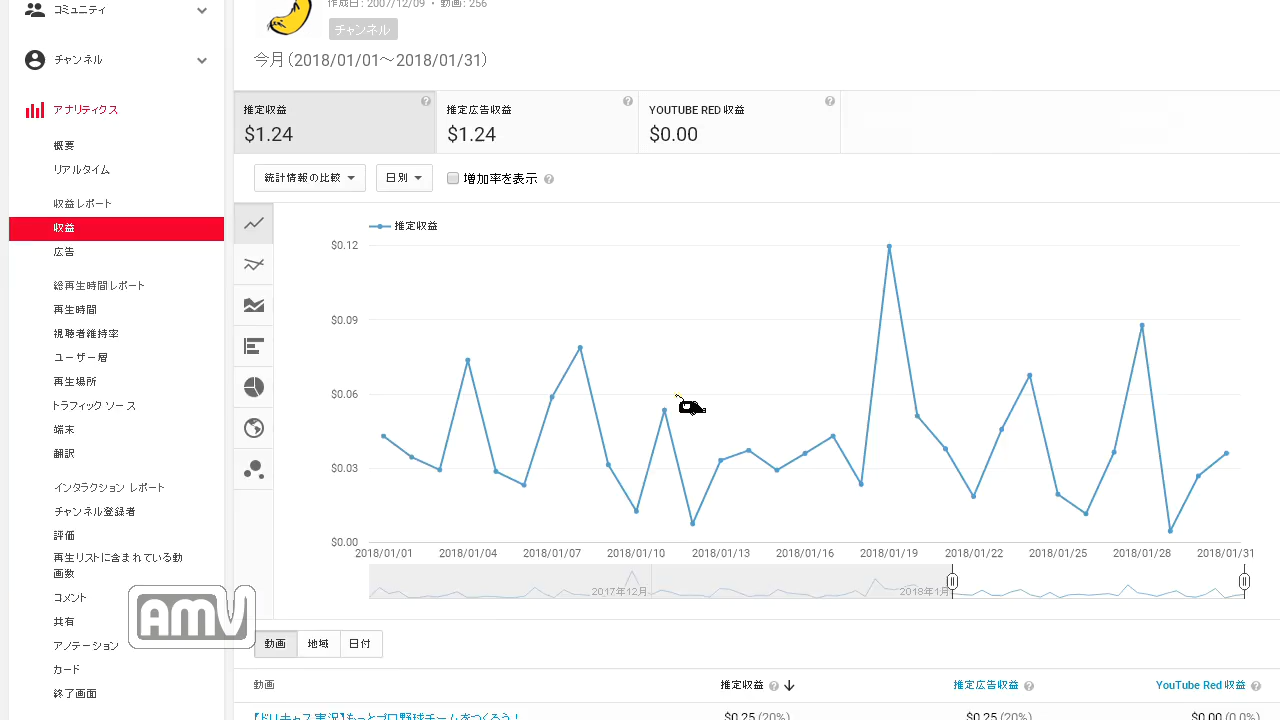 コミュニティ
チャンネル
アナリティクス
概要
リアルタイム
収益レポート
収益
広告
総再生時間レポート
再生時間
視聴者維持率
ユーザー層
再生場所
トラフィック ソース
端末
翻訳
インタラクション レポート
チャンネル登録者
評価
再生リストに含まれている動
画数
コメント
共有
アノテーション
カード
終了画面
作成日: 2007/12/09 • 動画: 256
チャンネル
今月（2018/01/01～2018/01/31）
推定収益 ?
$1.24
推定広告収益 ?
$1.24
YOUTUBE RED 収益 ?
$0.00
統計情報の比較 日別 増加率を表示 ?
推定収益
$0.12
$0.09
$0.06
$0.03
$0.00
2018/01/01 2018/01/04 2018/01/07 2018/01/10 2018/01/13 2018/01/16 2018/01/19 2018/01/22 2018/01/25 2018/01/28 2018/01/31
2017年12月 2018年1月
AMV
動画 地域 日付
動画 推定収益 ? 推定広告収益 ? YouTube Red 収益 ?
【ドリキャス実況】もっとプロ野球チームをつくろう！ $0.25 (20%) $0.25 (20%) $0.00 (0.0%)